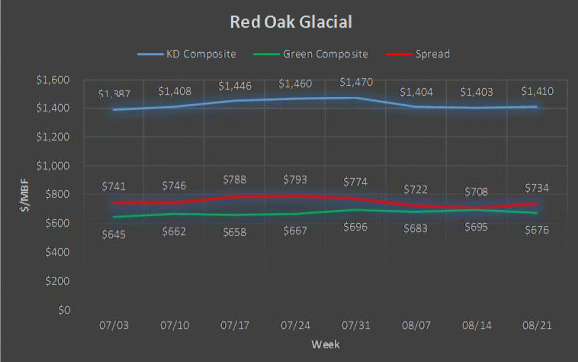 Red Oak Glacial
KD Composite Green Composite Spread
$1,600
$1,400
$1,200
$1,000
$800
$600
$400
$200
$0
$/MBF
$1,387 $1,408 $1,446 $1,460 $1,470 $1,404 $1,403 $1,410
$741 $746 $788 $793 $774 $722 $708 $734
$645 $662 $658 $667 $696 $683 $695 $676
07/03 07/10 07/17 07/24 07/31 08/07 08/14 08/21
Week